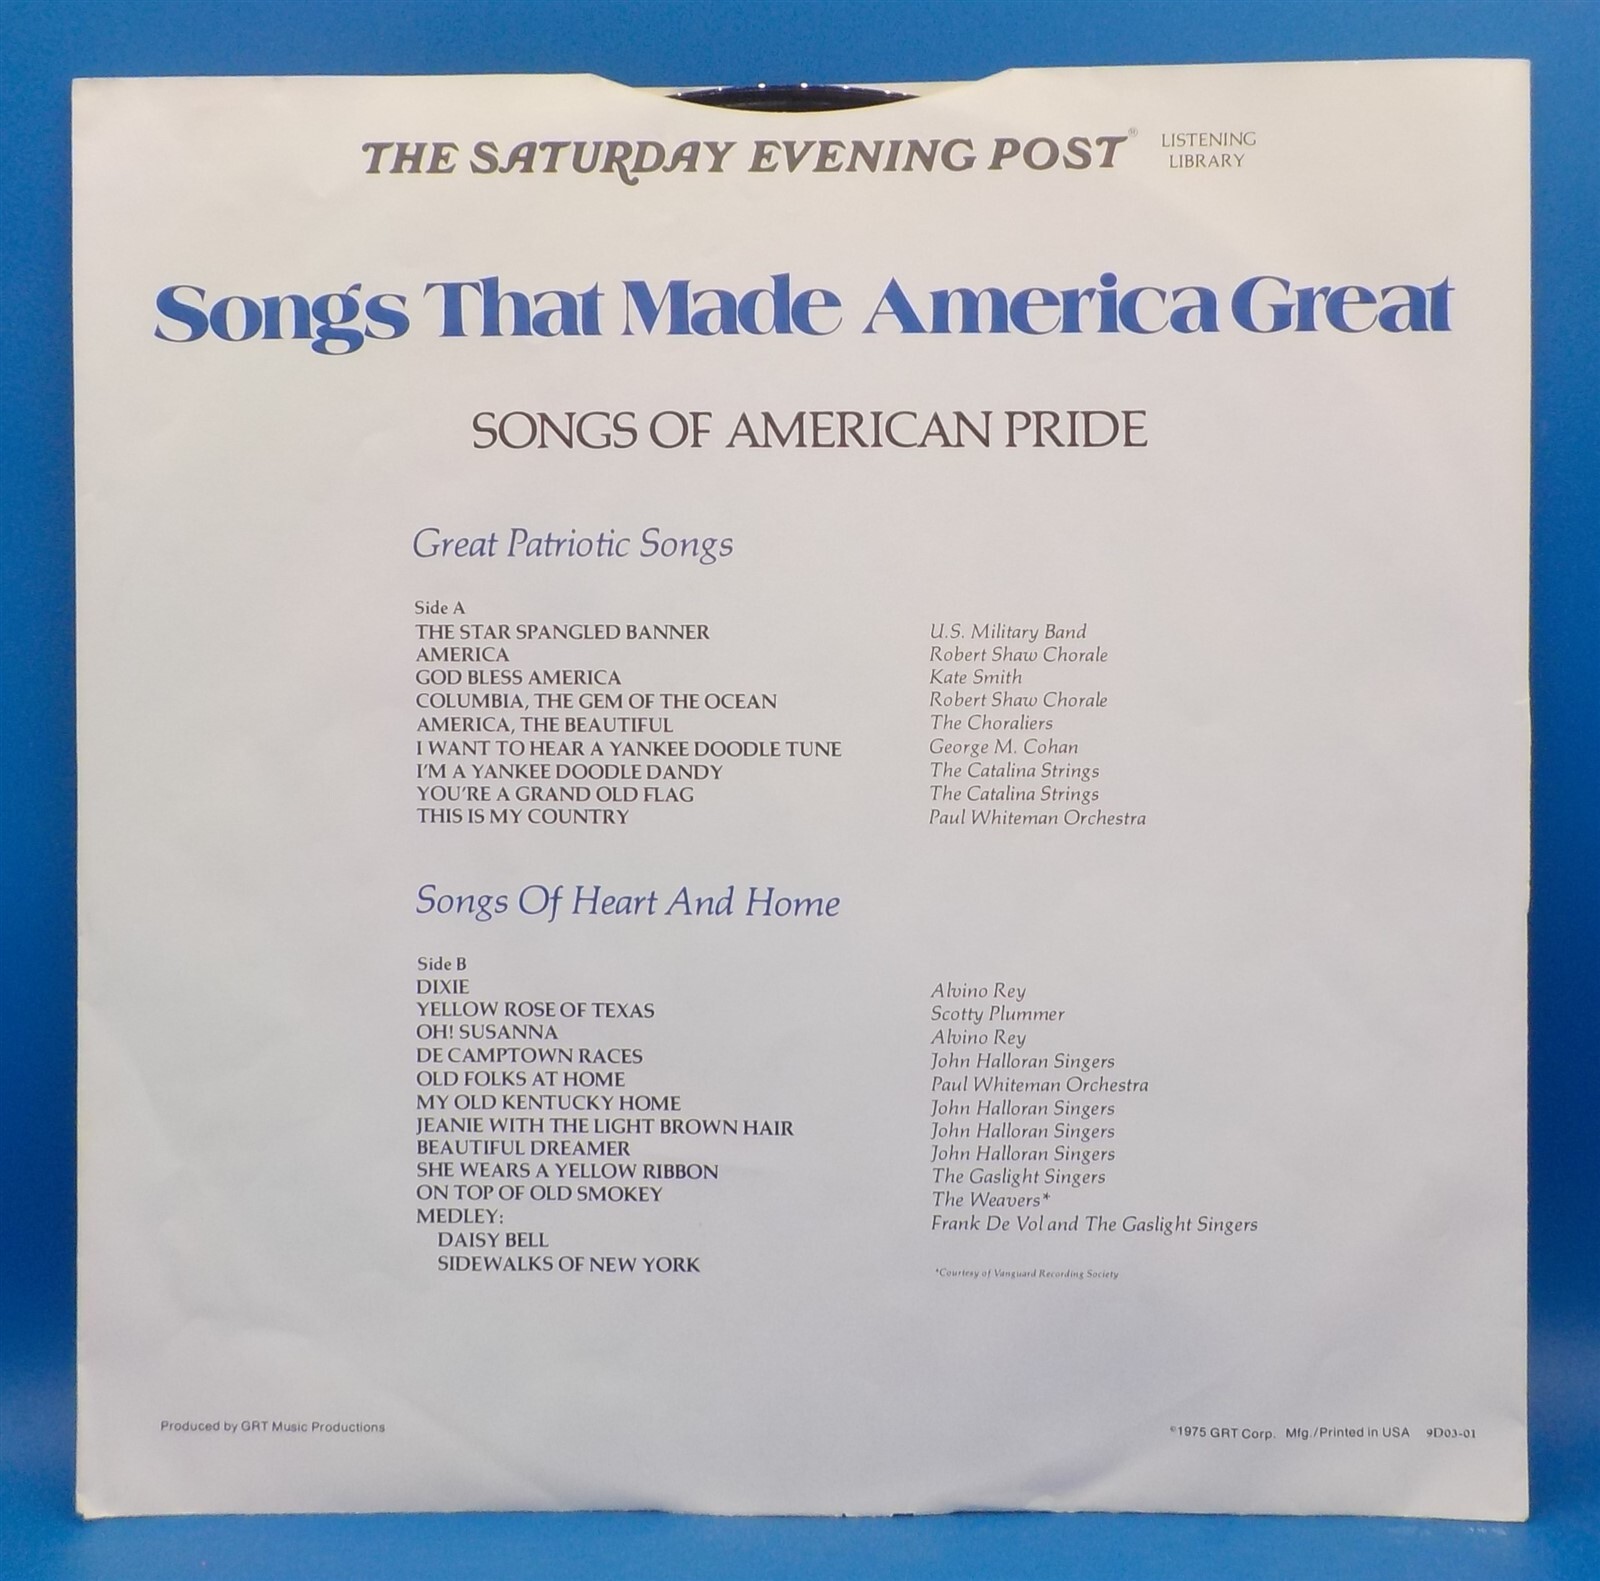 THE SATURDAY EVENING POST® LISTENING LIBRARY
Songs That Made America Great
SONGS OF AMERICAN PRIDE
Great Patriotic Songs
Side A
THE STAR SPANGLED BANNER U.S. Military Band
AMERICA Robert Shaw Chorale
GOD BLESS AMERICA Kate Smith
COLUMBIA, THE GEM OF THE OCEAN Robert Shaw Chorale
AMERICA, THE BEAUTIFUL The Choraliers
I WANT TO HEAR A YANKEE DOODLE TUNE George M. Cohan
I'M A YANKEE DOODLE DANDY The Catalina Strings
YOU'RE A GRAND OLD FLAG The Catalina Strings
THIS IS MY COUNTRY Paul Whiteman Orchestra
Songs Of Heart And Home
Side B
DIXIE Alvino Rey
YELLOW ROSE OF TEXAS Scotty Plummer
OH! SUSANNA Alvino Rey
DE CAMPTOWN RACES John Halloran Singers
OLD FOLKS AT HOME Paul Whiteman Orchestra
MY OLD KENTUCKY HOME John Halloran Singers
JEANIE WITH THE LIGHT BROWN HAIR John Halloran Singers
BEAUTIFUL DREAMER John Halloran Singers
SHE WEARS A YELLOW RIBBON The Gaslight Singers
ON TOP OF OLD SMOKEY The Weavers*
MEDLEY: Frank De Vol and The Gaslight Singers
DAISY BELL
SIDEWALKS OF NEW YORK
*Courtesy of Vanguard Recording Society
Produced by GRT Music Productions
©1975 GRT Corp. Mfg./Printed in USA 9D03-01